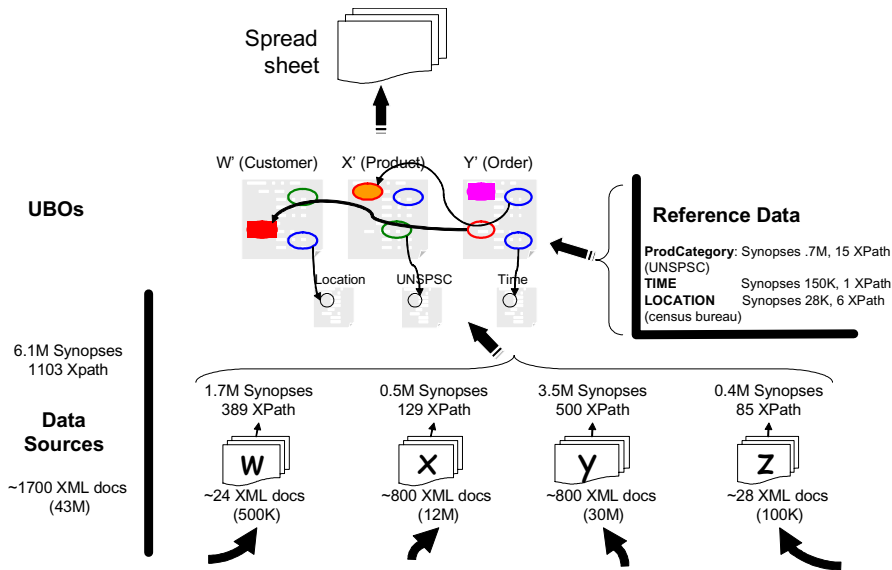 Spread
sheet
W' (Customer)
X' (Product)
Y' (Order)
UBOs
Location
UNSPSC
Time
Reference Data
ProdCategory: Synopses .7M, 15 XPath
(UNSPSC)
TIME Synopses 150K, 1 XPath
LOCATION Synopses 28K, 6 XPath
(census bureau)
6.1M Synopses
1103 Xpath
Data
Sources
~1700 XML docs
(43M)
1.7M Synopses
389 XPath
W
~24 XML docs
(500K)
0.5M Synopses
129 XPath
X
~800 XML docs
(12M)
3.5M Synopses
500 XPath
y
~800 XML docs
(30M)
0.4M Synopses
85 XPath
Z
~28 XML docs
(100K)